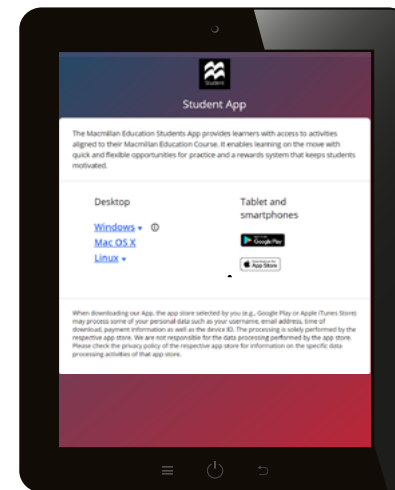 Student
Student App
The Macmillan Education Students App provides learners with access to activities
aligned to their Macmillan Education Course. It enables learning on the move with
quick and flexible opportunities for practice and a rewards system that keeps students
motivated.
Desktop
Windows
Mac OS X
Linux
Tablet and
smartphones
Google Play
App Store
When downloading our App, the app store selected by you (e.g., Google Play or Apple iTunes Store)
may process some of your personal data such as your username, email address, time of
download, payment information as well as the device ID. The processing is solely performed by the
respective app store. We are not responsible for the data processing performed by the app store.
Please check the privacy policy of the respective app store for information on the specific data
processing activities of that app store.